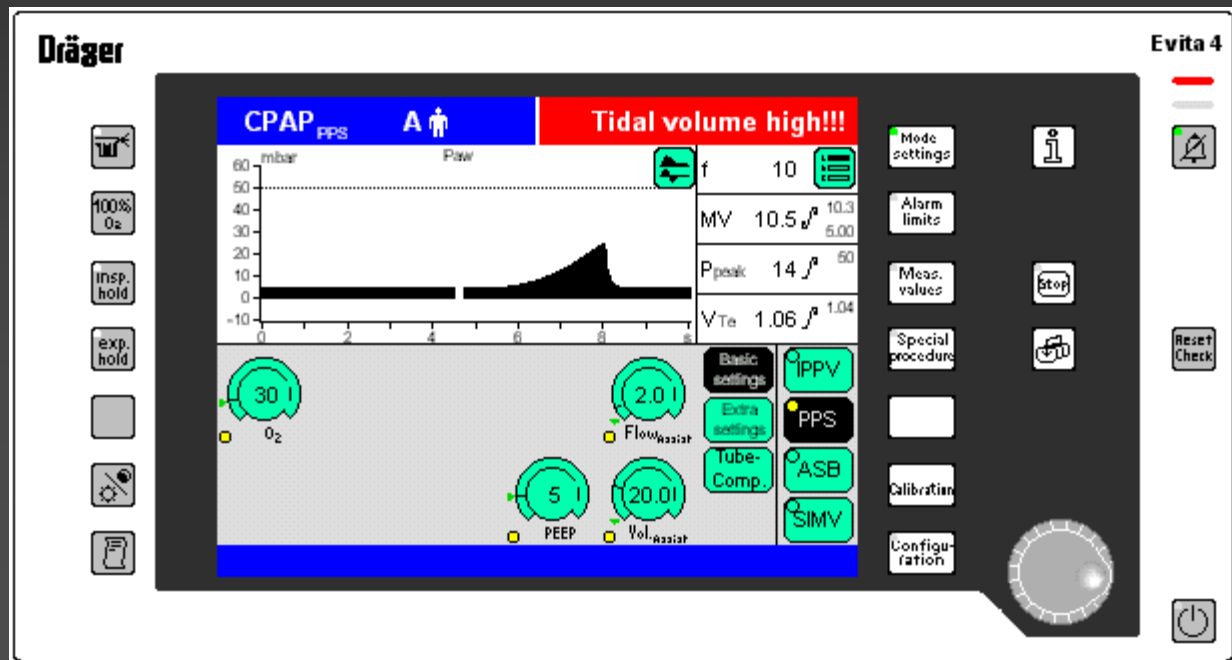 Dräger
Evita 4
CPAP PPS A
Tidal volume high!!!
mbar
Paw
60
50
40
30
20
10
0
-10
0 2 4 6 8 s
f 10
MV 10.5 10.3
5.00
Ppeak 14 50
VTe 1.06 1.04
30
O2
2.0
Flow Assist
5
PEEP
20.0
Vol. Assist
Basic
settings
Extra
settings
Tube-
Comp.
IPPV
PPS
ASB
SIMV
100%
O2
insp.
hold
exp.
hold
Mode
settings
Alarm
limits
Meas.
values
Special
procedure
Calibration
Configu-
ration
i
Stop
Reset
Check